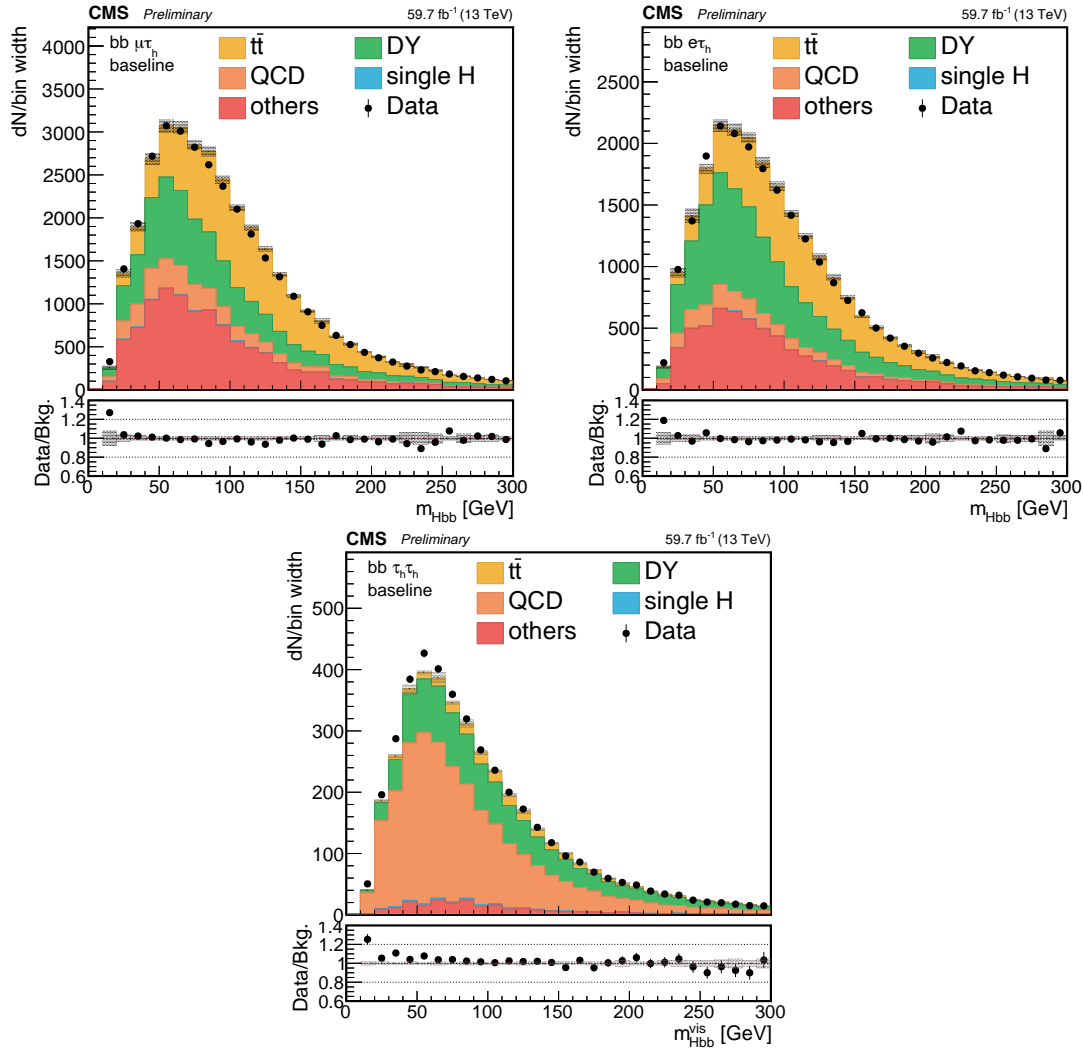 CMS Preliminary 59.7 fb⁻¹ (13 TeV)
bb μτₕ
baseline
tt̄ DY
QCD single H
others Data
dN/bin width
4000
3500
3000
2500
2000
1500
1000
500
0
Data/Bkg.
1.4
1.2
1
0.8
0.6
0 50 100 150 200 250 300
m_Hbb [GeV]
CMS Preliminary 59.7 fb⁻¹ (13 TeV)
bb eτₕ
baseline
tt̄ DY
QCD single H
others Data
dN/bin width
2500
2000
1500
1000
500
0
Data/Bkg.
1.4
1.2
1
0.8
0.6
0 50 100 150 200 250 300
m_Hbb [GeV]
CMS Preliminary 59.7 fb⁻¹ (13 TeV)
bb τₕτₕ
baseline
tt̄ DY
QCD single H
others Data
dN/bin width
500
400
300
200
100
0
Data/Bkg.
1.4
1.2
1
0.8
0.6
0 50 100 150 200 250 300
m_Hbb^vis [GeV]